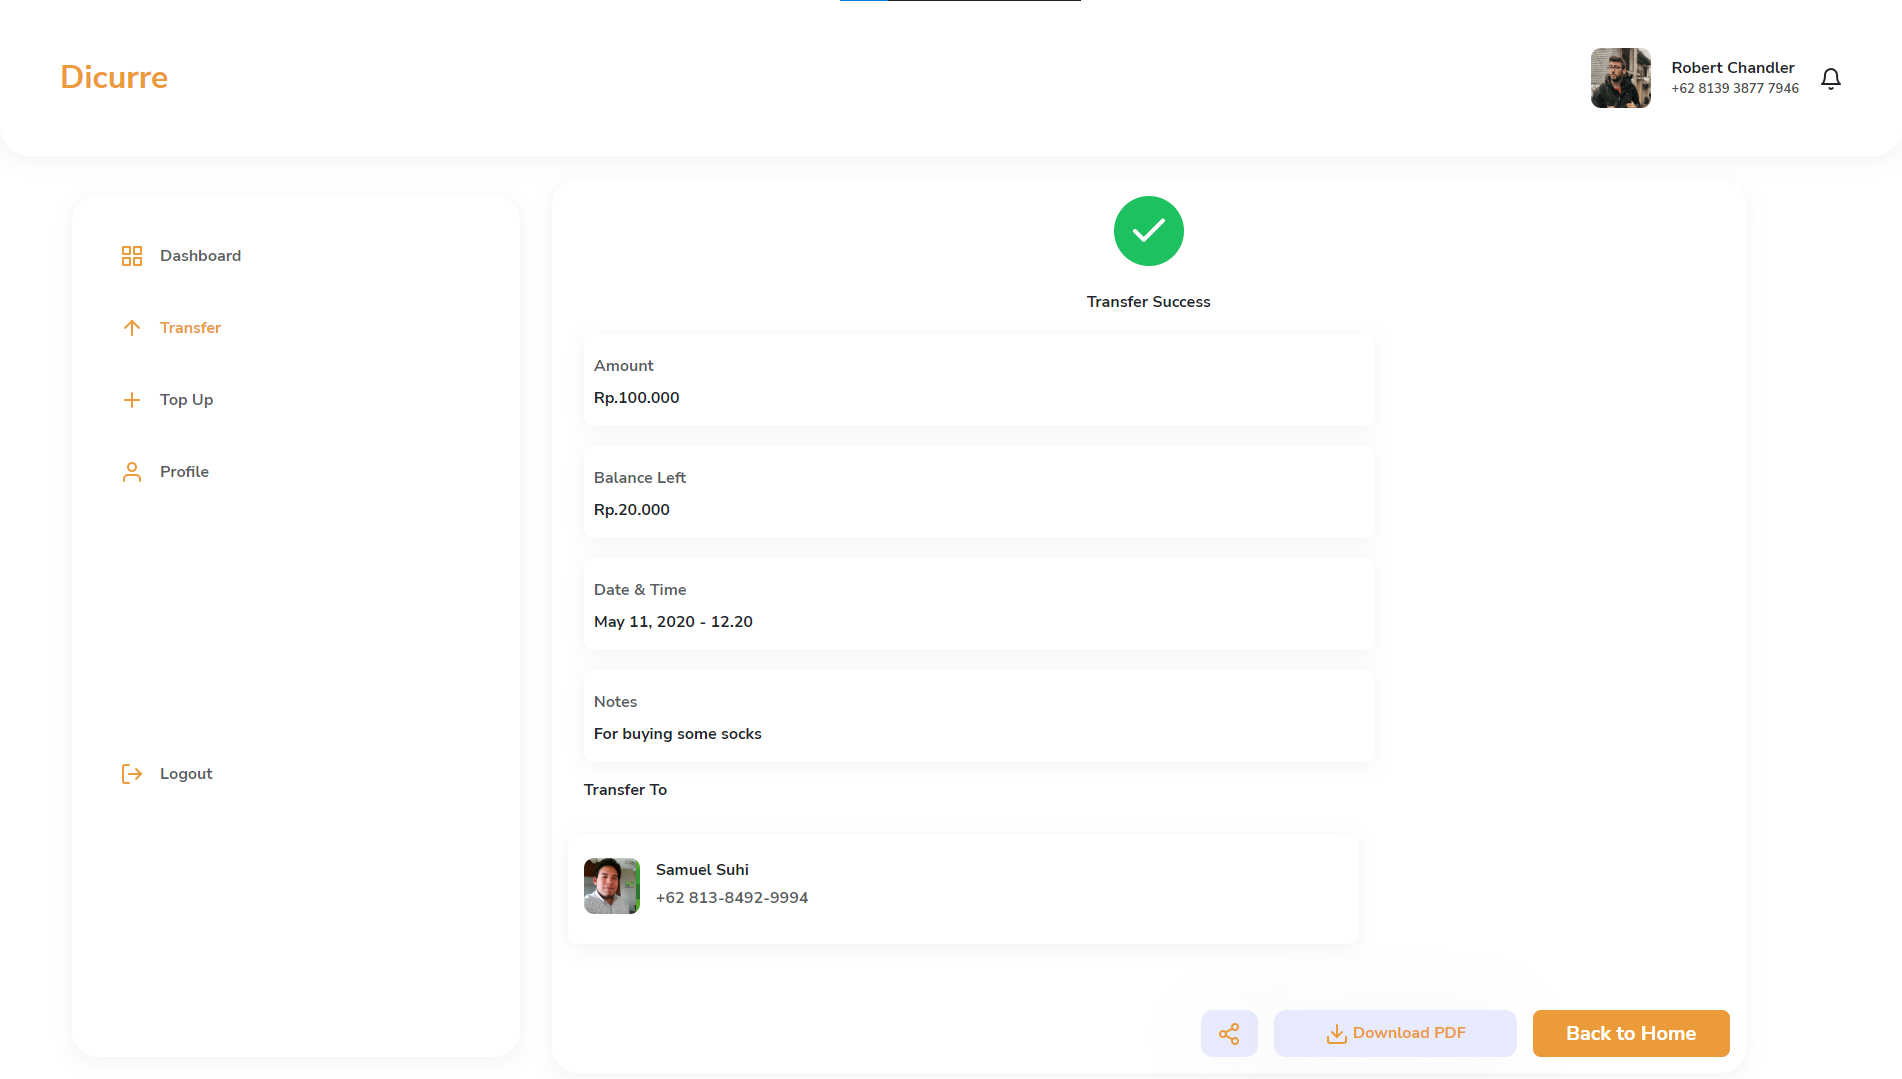 Dicurre
Robert Chandler
+62 8139 3877 7946
Dashboard
Transfer
Top Up
Profile
Logout
Transfer Success
Amount
Rp.100.000
Balance Left
Rp.20.000
Date & Time
May 11, 2020 - 12.20
Notes
For buying some socks
Transfer To
Samuel Suhi
+62 813-8492-9994
Download PDF
Back to Home